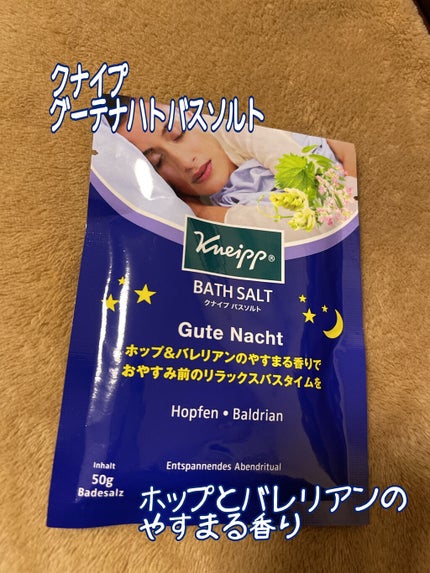 クナイプ
グーテナハトバスソルト
Kneipp®
BATH SALT
クナイプ バスソルト
Gute Nacht
ホップ&バレリアンのやすまる香りで
おやすみ前のリラックスバスタイムを
Hopfen • Baldrian
Inhalt
50g
Badesalz
Entspannendes Abendritual
ホップとバレリアンの
やすまる香り